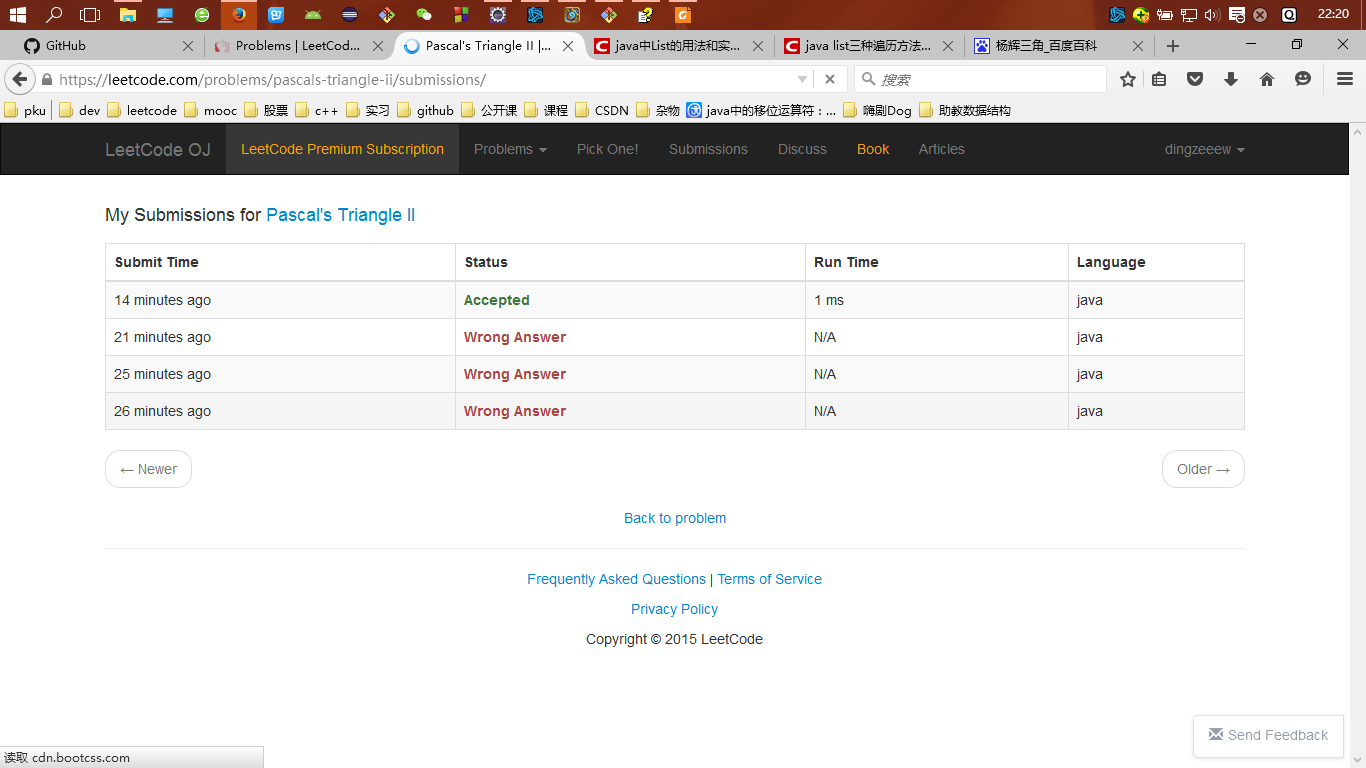 22:20
GitHub
Problems | LeetCod...
Pascal's Triangle II |...
java中List的用法和实...
java list三种遍历方法...
杨辉三角_百度百科
https://leetcode.com/problems/pascals-triangle-ii/submissions/
搜索
pku dev leetcode mooc 股票 c++ 实习 github 公开课 课程 CSDN 杂物 java中的移位运算符：... 嗨剧Dog 助教数据结构
LeetCode OJ LeetCode Premium Subscription Problems Pick One! Submissions Discuss Book Articles dingzeeew
My Submissions for Pascal's Triangle II
Submit Time Status Run Time Language
14 minutes ago Accepted 1 ms java
21 minutes ago Wrong Answer N/A java
25 minutes ago Wrong Answer N/A java
26 minutes ago Wrong Answer N/A java
← Newer Older →
Back to problem
Frequently Asked Questions | Terms of Service
Privacy Policy
Copyright © 2015 LeetCode
Send Feedback
读取 cdn.bootcss.com